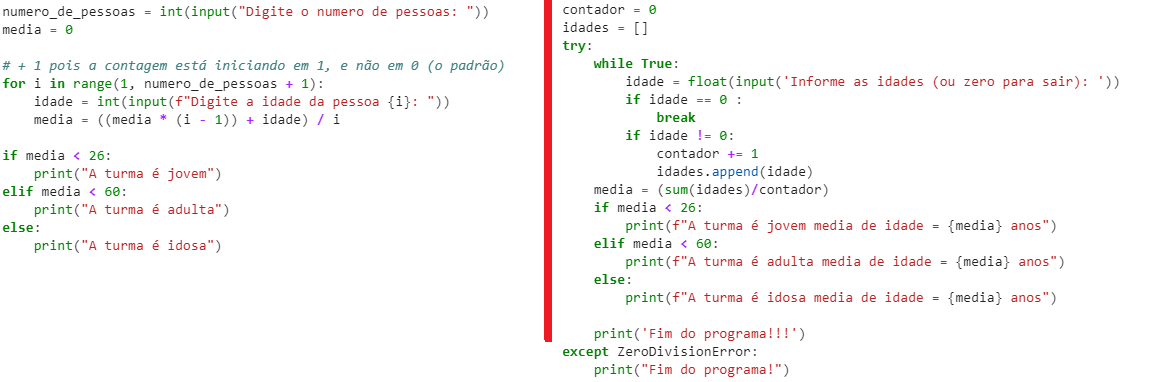 numero_de_pessoas = int(input("Digite o numero de pessoas: "))
media = 0
# + 1 pois a contagem está iniciando em 1, e não em 0 (o padrão)
for i in range(1, numero_de_pessoas + 1):
    idade = int(input(f"Digite a idade da pessoa {i}: "))
    media = ((media * (i - 1)) + idade) / i
if media < 26:
    print("A turma é jovem")
elif media < 60:
    print("A turma é adulta")
else:
    print("A turma é idosa")
contador = 0
idades = []
try:
    while True:
        idade = float(input('Informe as idades (ou zero para sair): '))
        if idade == 0 :
            break
        if idade != 0:
            contador += 1
            idades.append(idade)
    media = (sum(idades)/contador)
    if media < 26:
        print(f"A turma é jovem media de idade = {media} anos")
    elif media < 60:
        print(f"A turma é adulta media de idade = {media} anos")
    else:
        print(f"A turma é idosa media de idade = {media} anos")
    print('Fim do programa!!!')
except ZeroDivisionError:
    print("Fim do programa!")